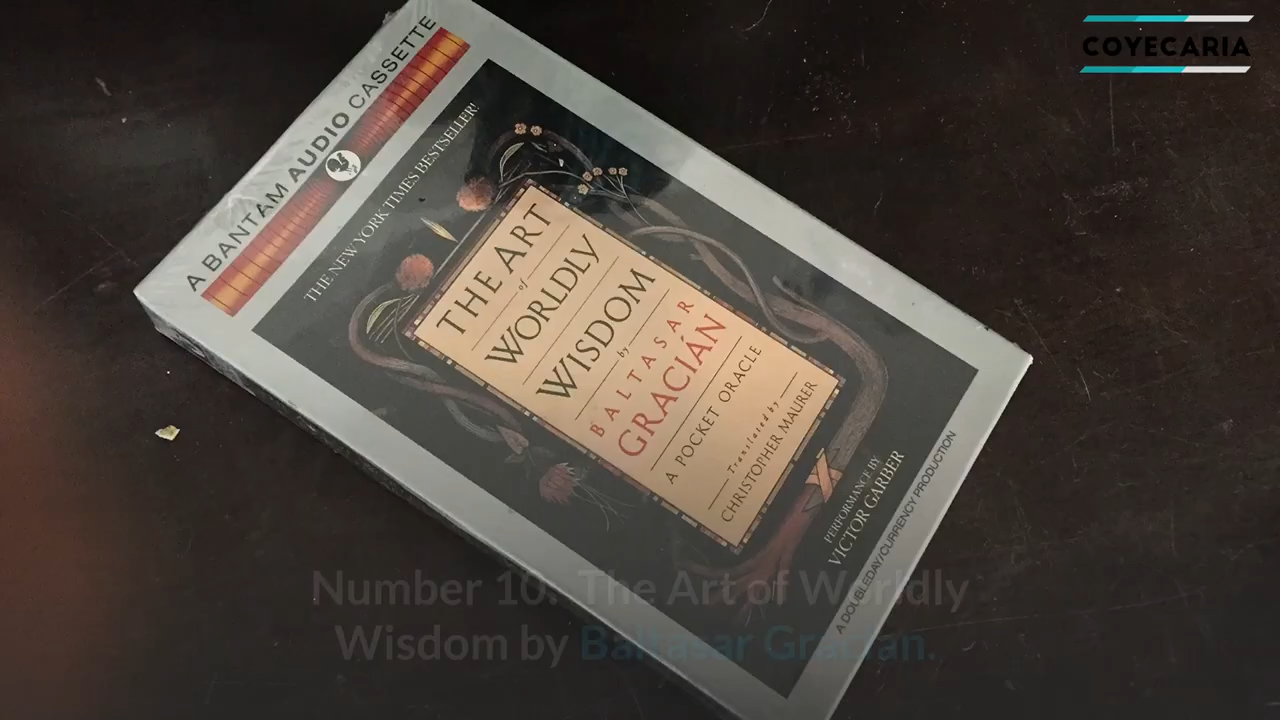 COYECARIA
A BANTAM AUDIO CASSETTE
THE NEW YORK TIMES BESTSELLER!
THE ART
of
WORLDLY
WISDOM
by
BALTASAR
GRACIÁN
A POCKET ORACLE
Translated by
CHRISTOPHER MAURER
PERFORMANCE BY
VICTOR GARBER
A DOUBLEDAY/CURRENCY PRODUCTION
Number 10: The Art of Worldly
Wisdom by Baltasar Gracian.